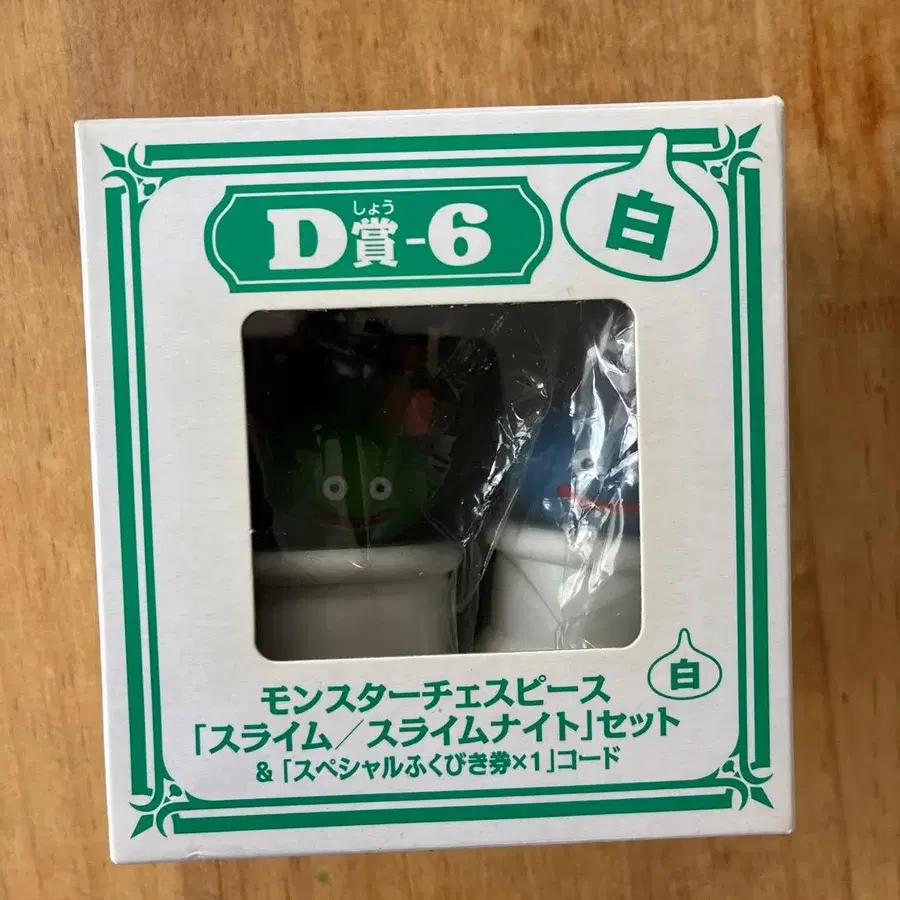 しょう
D賞-6
白
モンスターチェスピース
白
「スライム／スライムナイト」セット
&「スペシャルふくびき券×1」コード